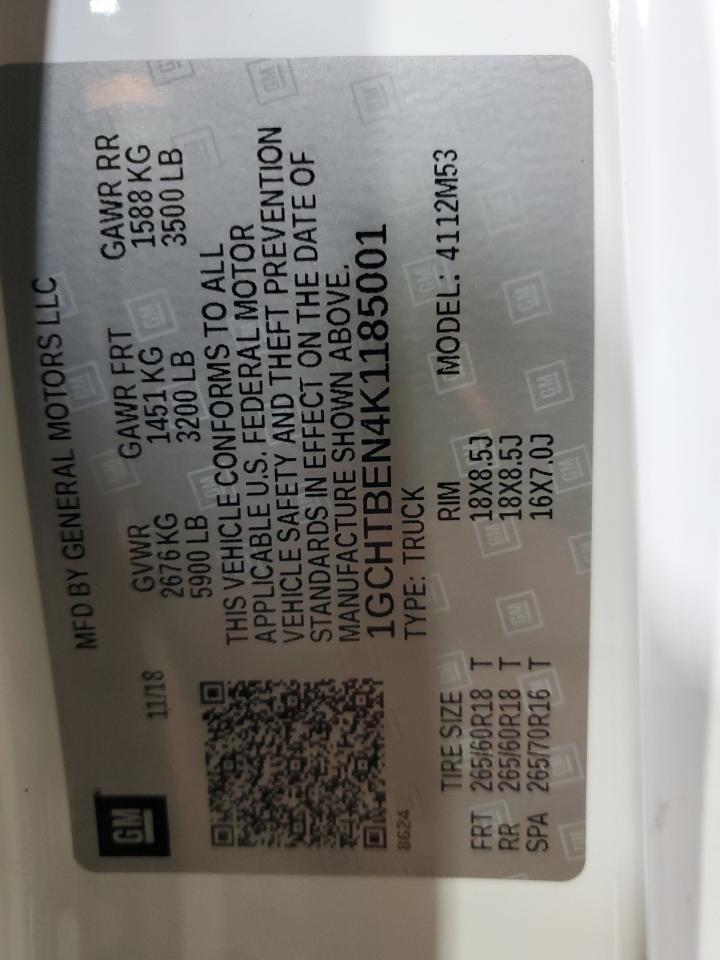 GM
11/18
MFD BY GENERAL MOTORS LLC
GVWR GAWR FRT GAWR RR
2676 KG 1451 KG 1588 KG
5900 LB 3200 LB 3500 LB
THIS VEHICLE CONFORMS TO ALL
APPLICABLE U.S. FEDERAL MOTOR
VEHICLE SAFETY AND THEFT PREVENTION
STANDARDS IN EFFECT ON THE DATE OF
MANUFACTURE SHOWN ABOVE.
1GCHTBEN4K1185001
8624
TYPE: TRUCK
TIRE SIZE RIM MODEL: 4112M53
FRT 265/60R18 T 18X8.5J
RR 265/60R18 T 18X8.5J
SPA 265/70R16 T 16X7.0J